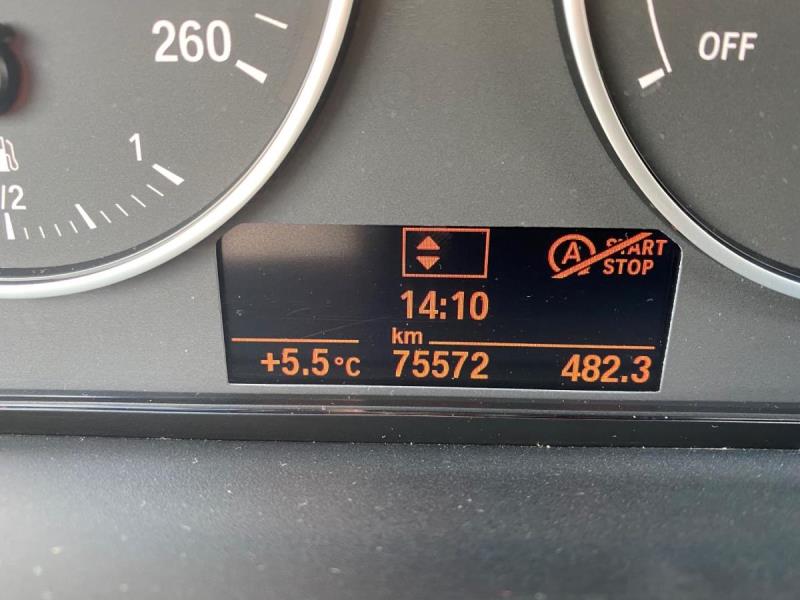 260
OFF
1
1/2
A START
STOP
14:10
km
+5.5°C 75572 482.3